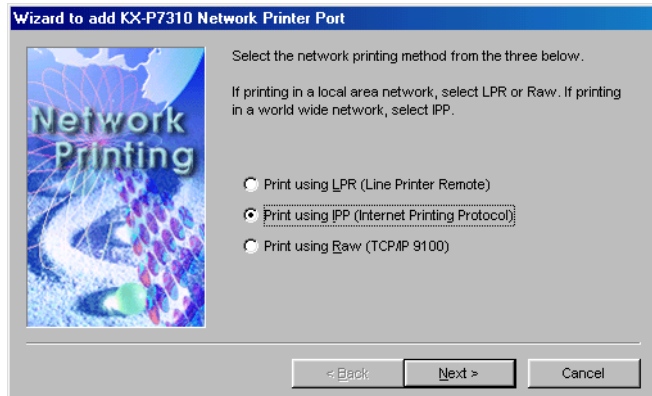 Wizard to add KX-P7310 Network Printer Port
Network
Printing
Select the network printing method from the three below.
If printing in a local area network, select LPR or Raw. If printing
in a world wide network, select IPP.
Print using LPR (Line Printer Remote)
Print using IPP (Internet Printing Protocol)
Print using Raw (TCP/IP 9100)
< Back
Next >
Cancel